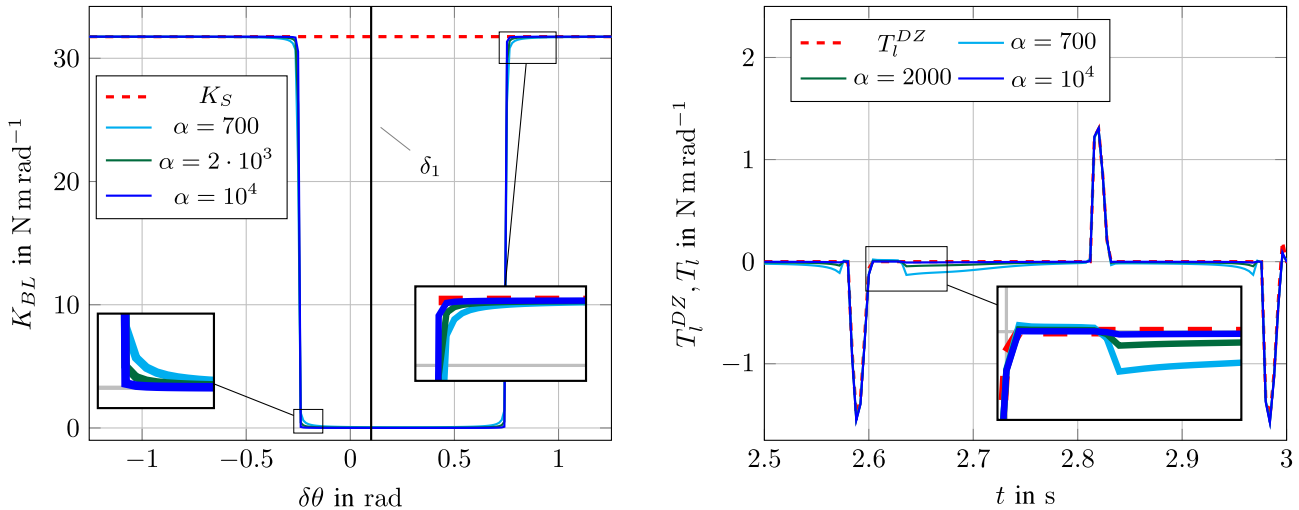 K_{BL} in N m rad^{−1}
30
20
10
0
K_S
α = 700
α = 2 · 10^3
α = 10^4
δ_1
−1
−0.5
0
0.5
1
δθ in rad
T_l^{DZ}, T_l in N m rad^{−1}
2
1
0
−1
T_l^{DZ}
α = 700
α = 2000
α = 10^4
2.5
2.6
2.7
2.8
2.9
3
t in s